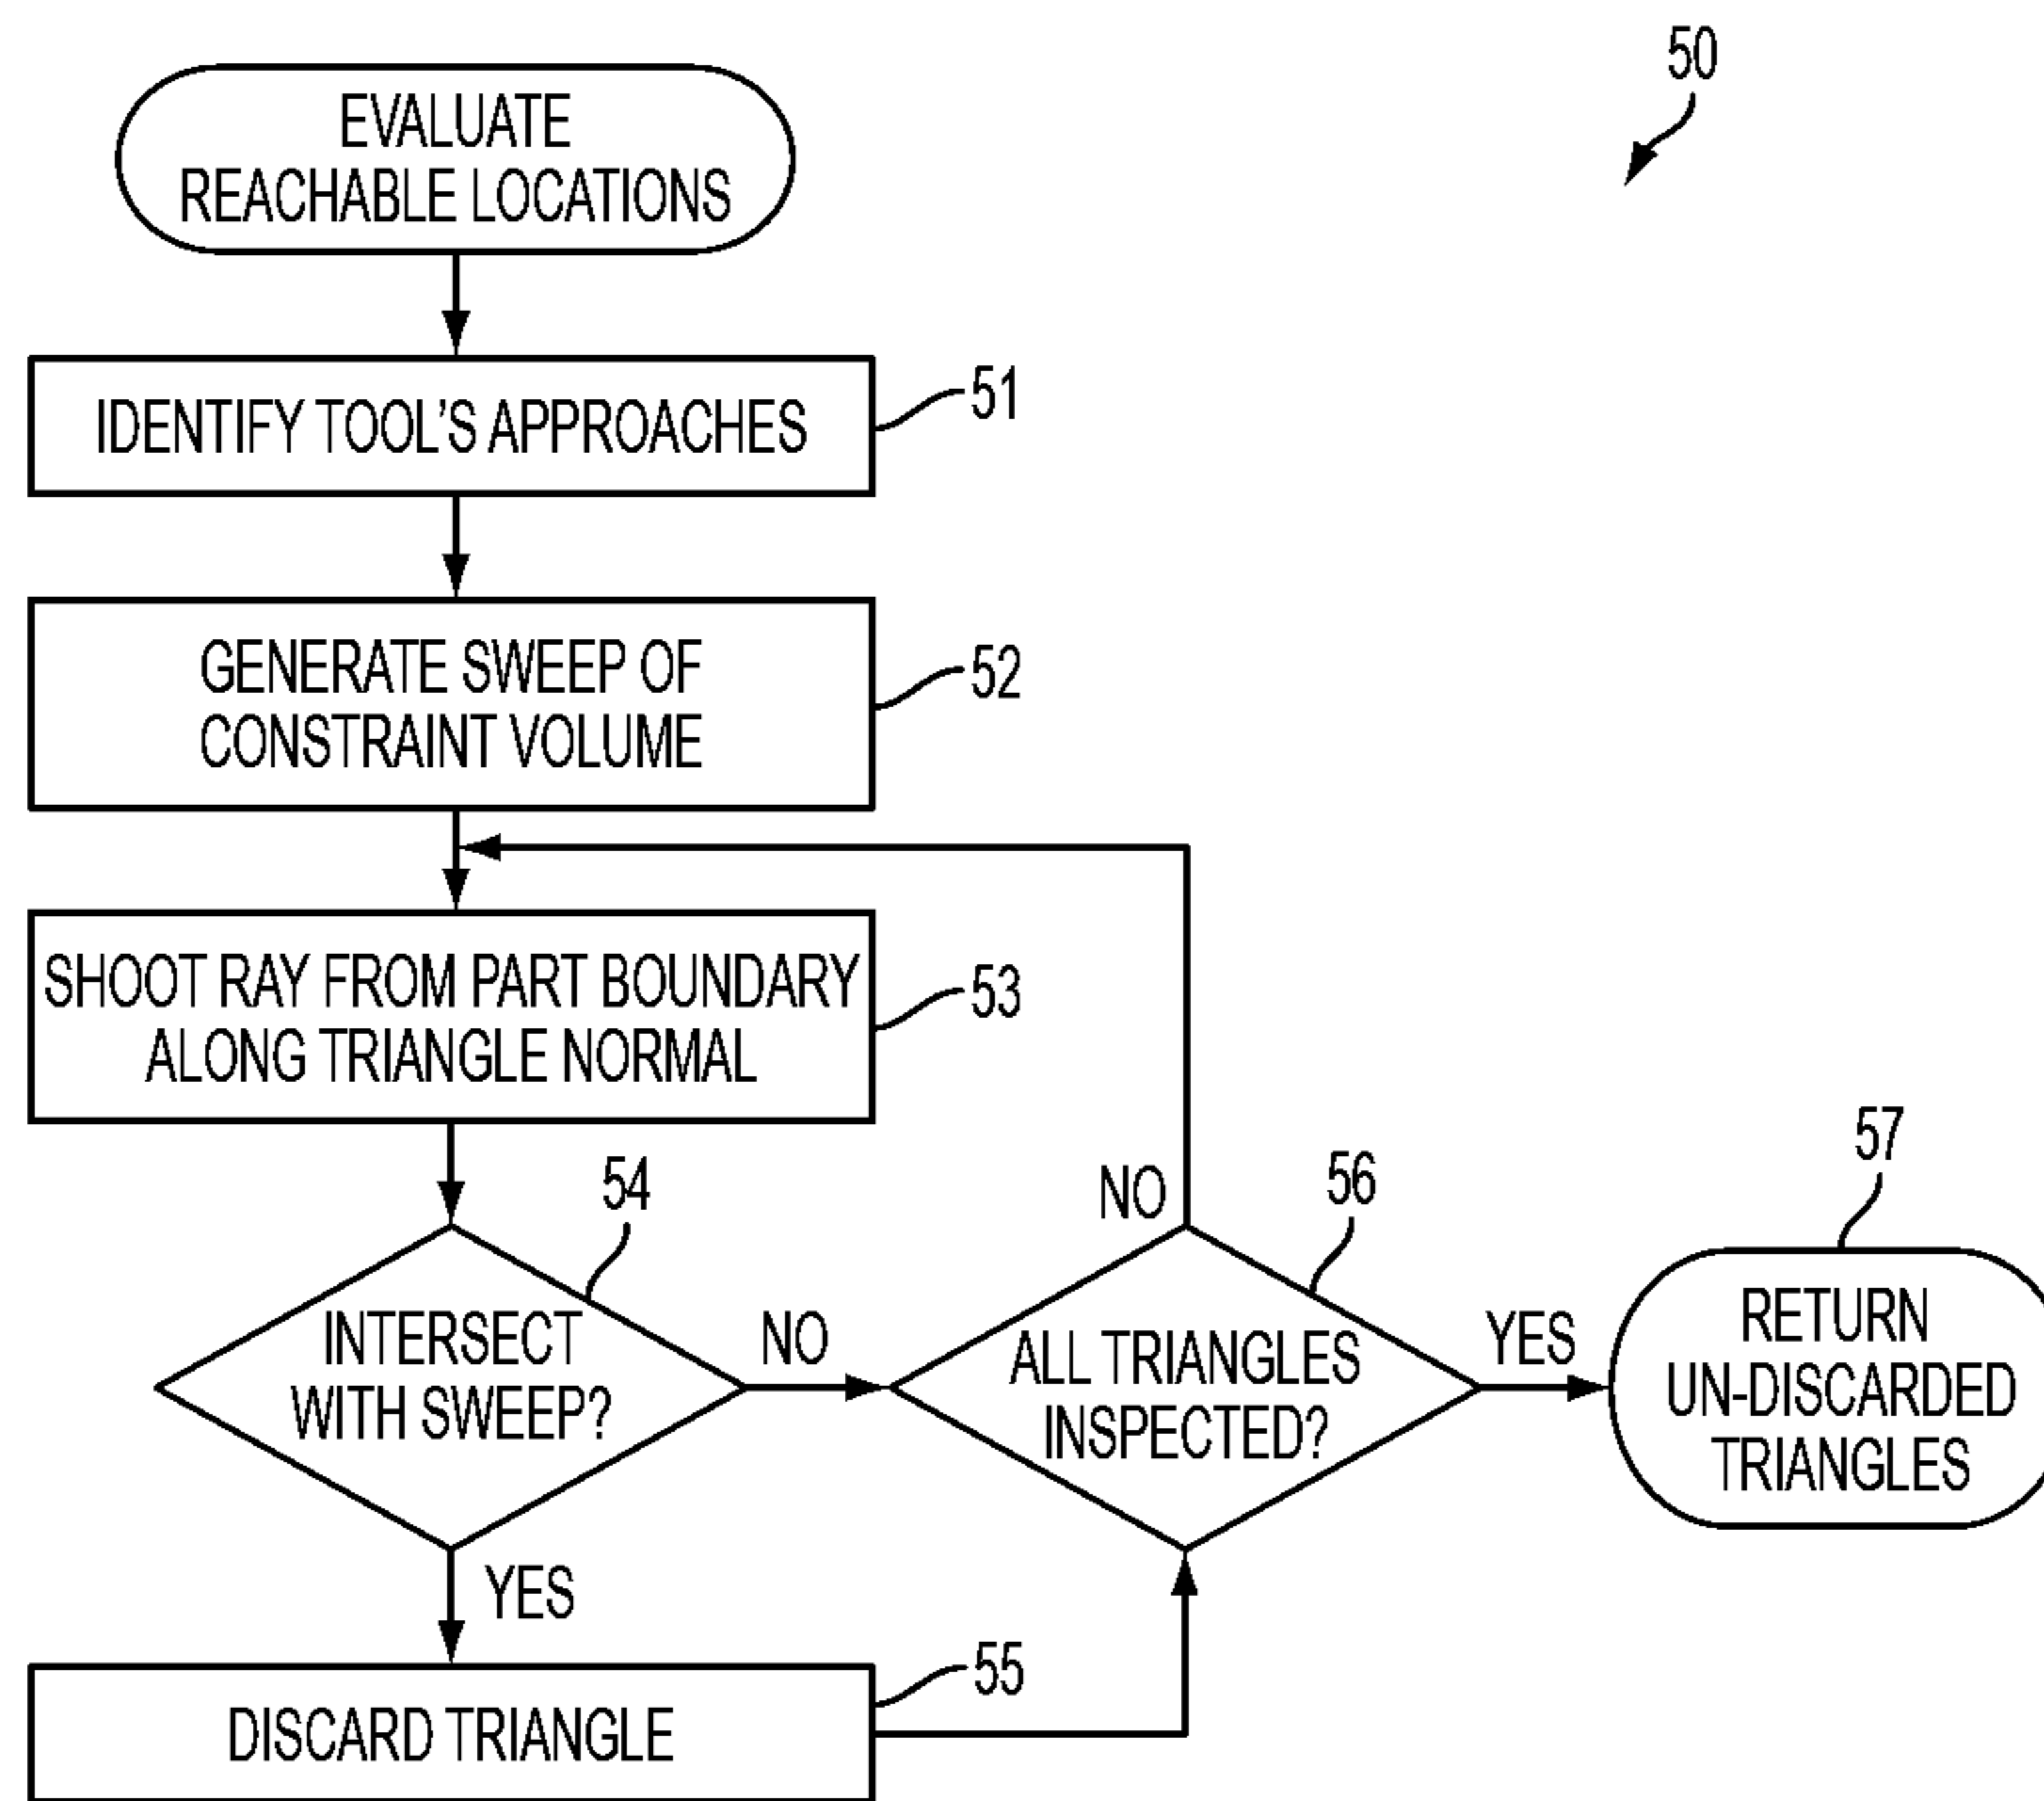 50
EVALUATE
REACHABLE LOCATIONS
IDENTIFY TOOL'S APPROACHES
51
GENERATE SWEEP OF
CONSTRAINT VOLUME
52
SHOOT RAY FROM PART BOUNDARY
ALONG TRIANGLE NORMAL
53
54
INTERSECT
WITH SWEEP?
NO
YES
DISCARD TRIANGLE
55
56
NO
ALL TRIANGLES
INSPECTED?
YES
57
RETURN
UN-DISCARDED
TRIANGLES